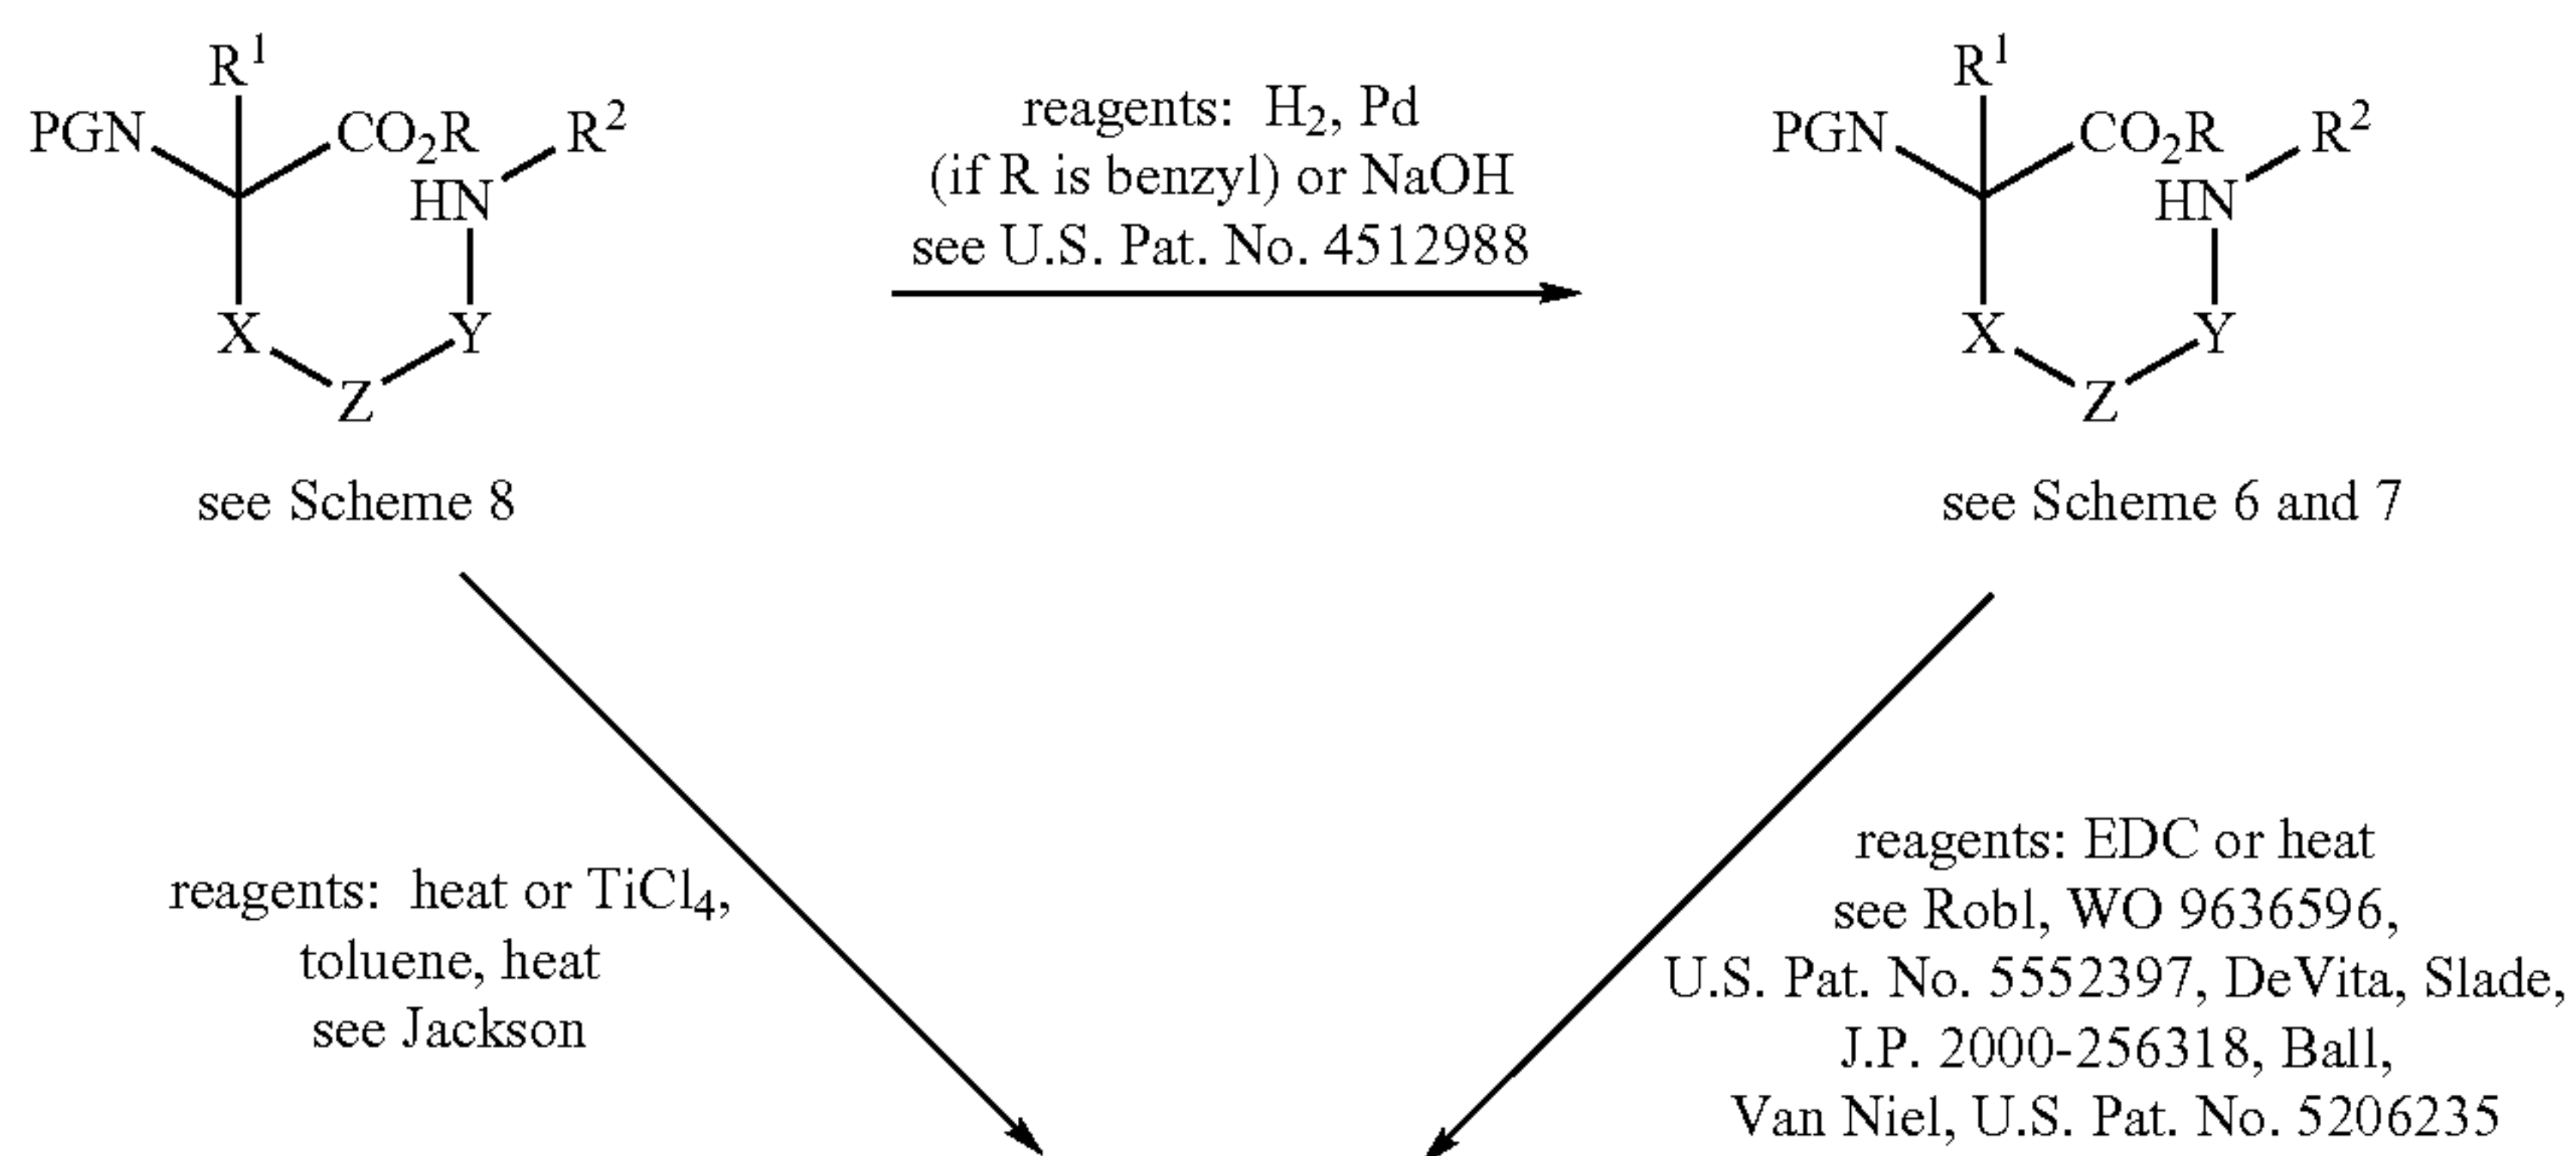 R¹
PGN CO₂R R²
HN
X Y
Z
see Scheme 8
reagents: H₂, Pd
(if R is benzyl) or NaOH
see U.S. Pat. No. 4512988
R¹
PGN CO₂R R²
HN
X Y
Z
see Scheme 6 and 7
reagents: heat or TiCl₄,
toluene, heat
see Jackson
reagents: EDC or heat
see Robl, WO 9636596,
U.S. Pat. No. 5552397, DeVita, Slade,
J.P. 2000-256318, Ball,
Van Niel, U.S. Pat. No. 5206235